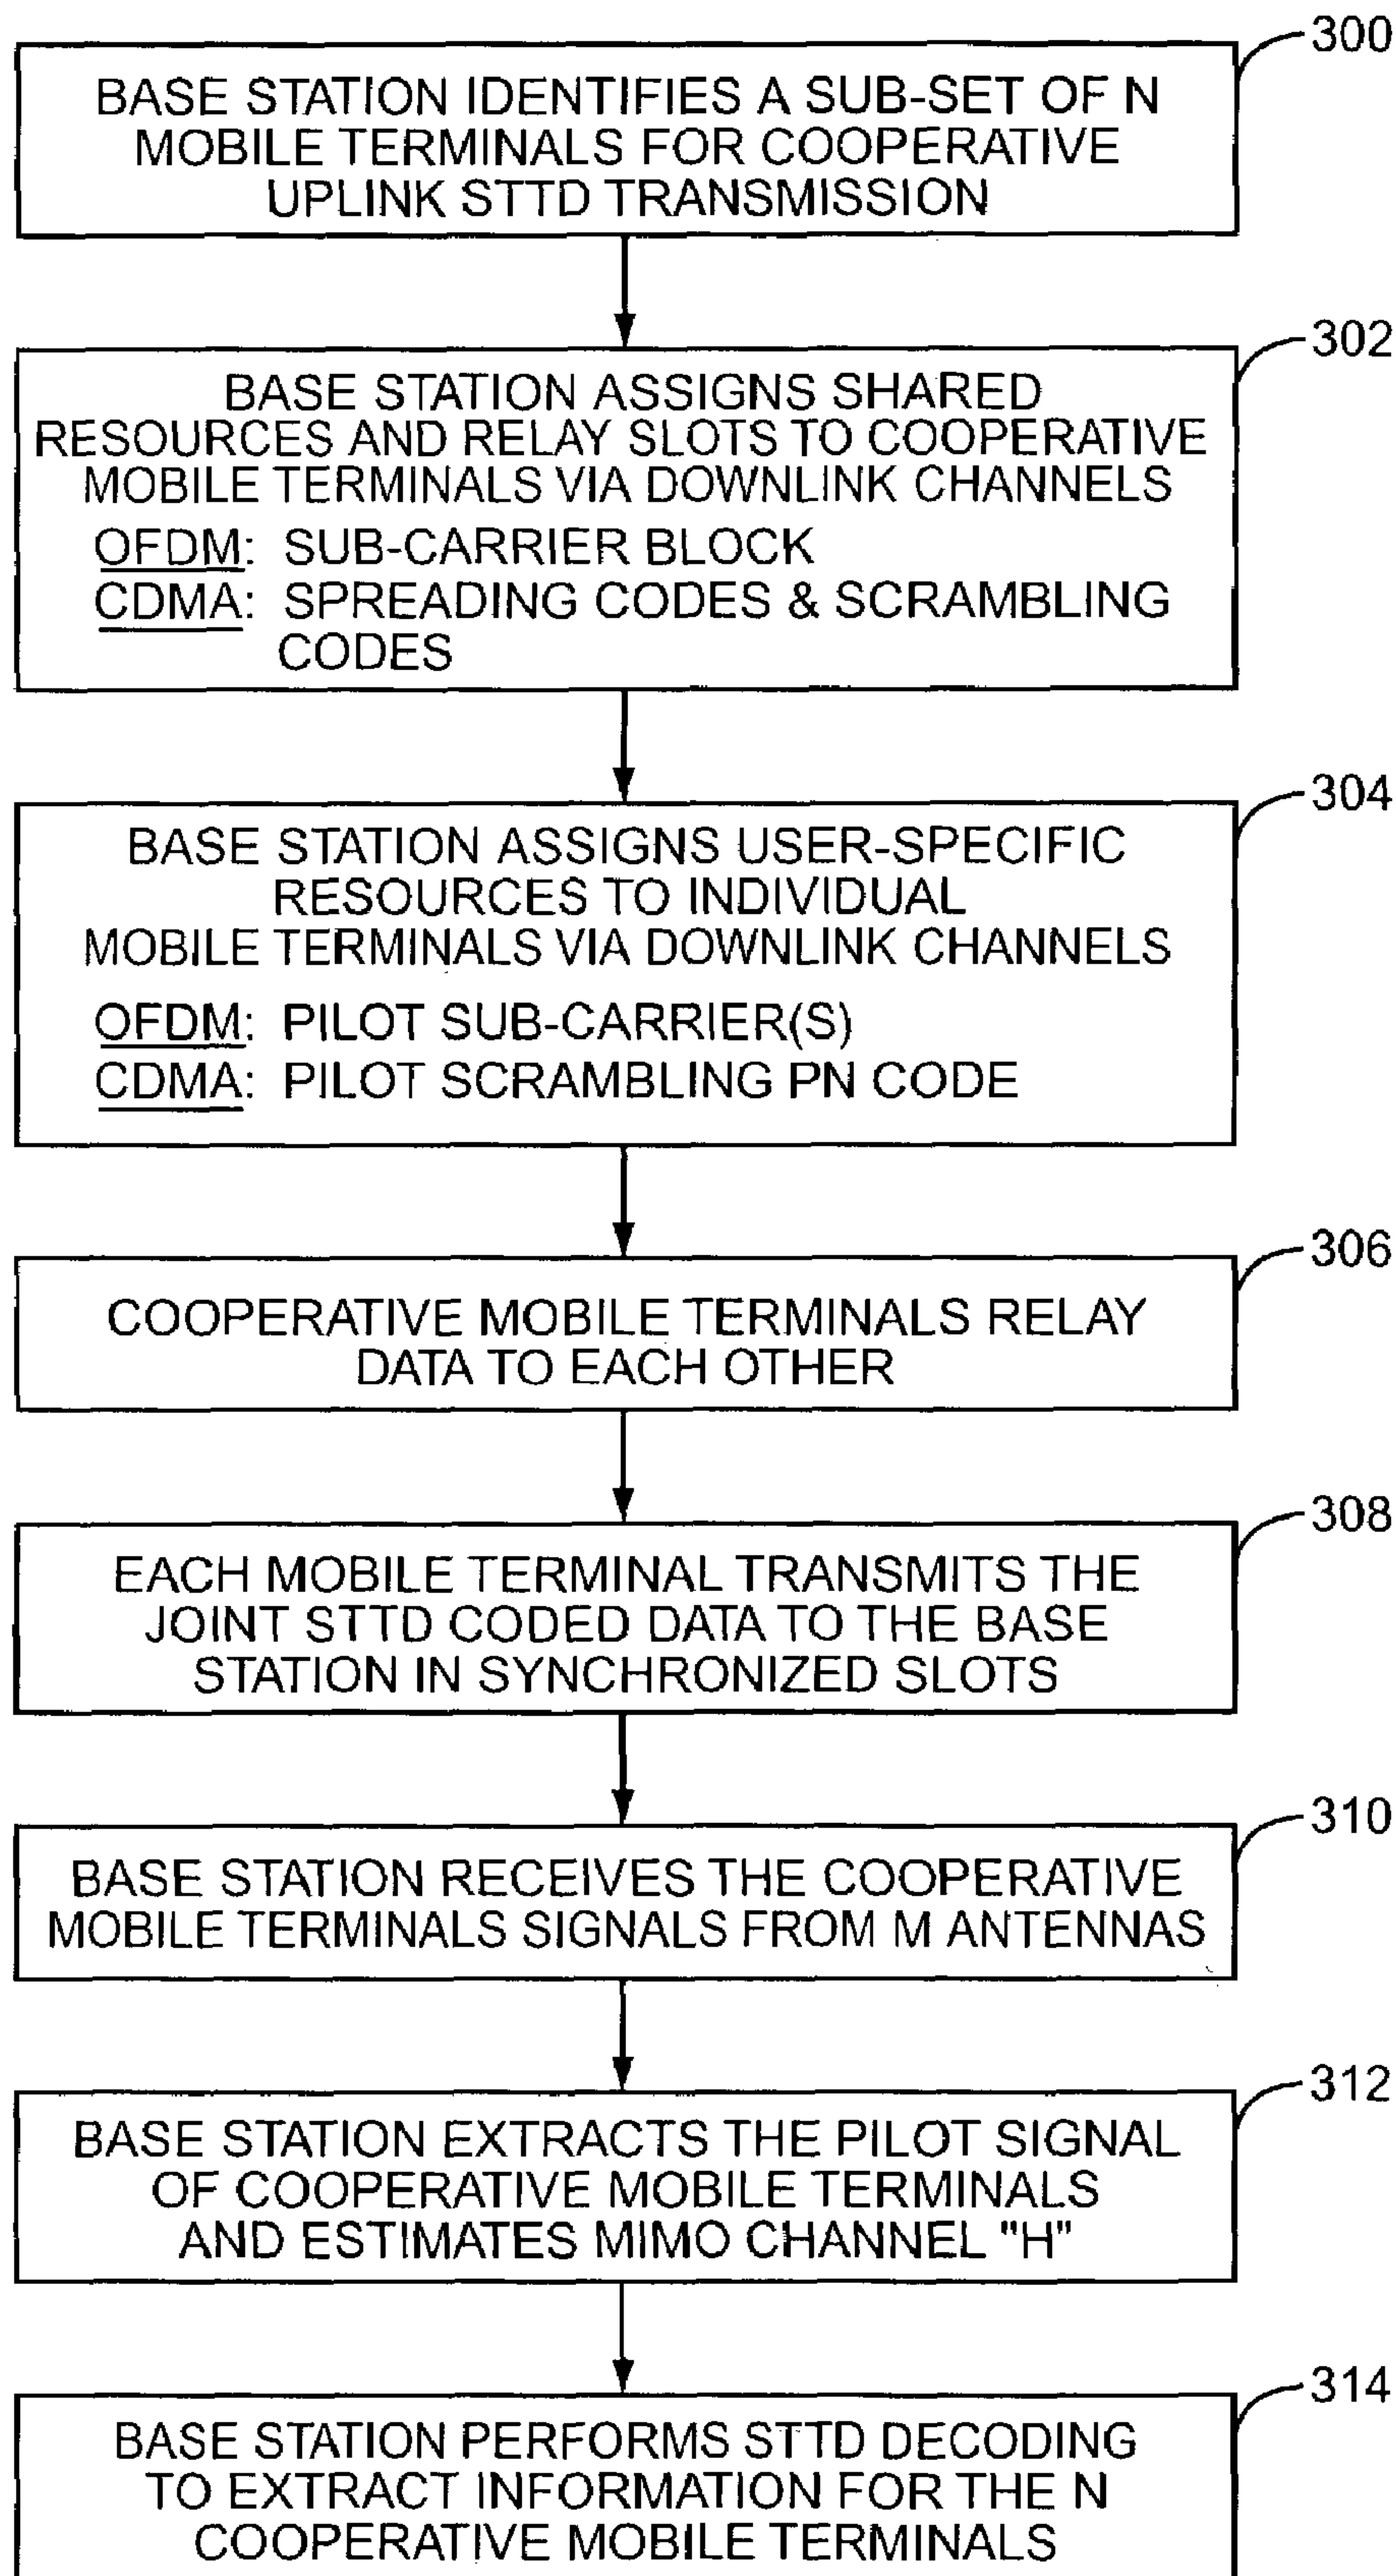 300
BASE STATION IDENTIFIES A SUB-SET OF N
MOBILE TERMINALS FOR COOPERATIVE
UPLINK STTD TRANSMISSION
302
BASE STATION ASSIGNS SHARED
RESOURCES AND RELAY SLOTS TO COOPERATIVE
MOBILE TERMINALS VIA DOWNLINK CHANNELS
OFDM: SUB-CARRIER BLOCK
CDMA: SPREADING CODES & SCRAMBLING
CODES
304
BASE STATION ASSIGNS USER-SPECIFIC
RESOURCES TO INDIVIDUAL
MOBILE TERMINALS VIA DOWNLINK CHANNELS
OFDM: PILOT SUB-CARRIER(S)
CDMA: PILOT SCRAMBLING PN CODE
306
COOPERATIVE MOBILE TERMINALS RELAY
DATA TO EACH OTHER
308
EACH MOBILE TERMINAL TRANSMITS THE
JOINT STTD CODED DATA TO THE BASE
STATION IN SYNCHRONIZED SLOTS
310
BASE STATION RECEIVES THE COOPERATIVE
MOBILE TERMINALS SIGNALS FROM M ANTENNAS
312
BASE STATION EXTRACTS THE PILOT SIGNAL
OF COOPERATIVE MOBILE TERMINALS
AND ESTIMATES MIMO CHANNEL "H"
314
BASE STATION PERFORMS STTD DECODING
TO EXTRACT INFORMATION FOR THE N
COOPERATIVE MOBILE TERMINALS